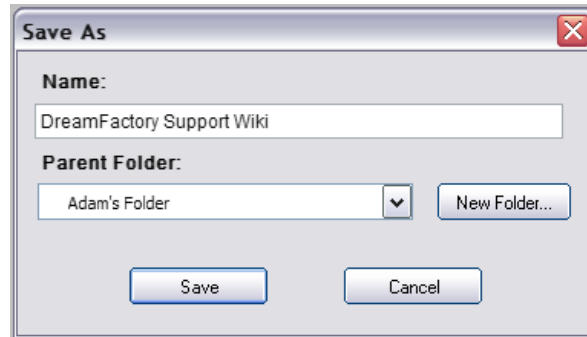 Save As
Name:
DreamFactory Support Wiki
Parent Folder:
Adam's Folder
New Folder...
Save
Cancel